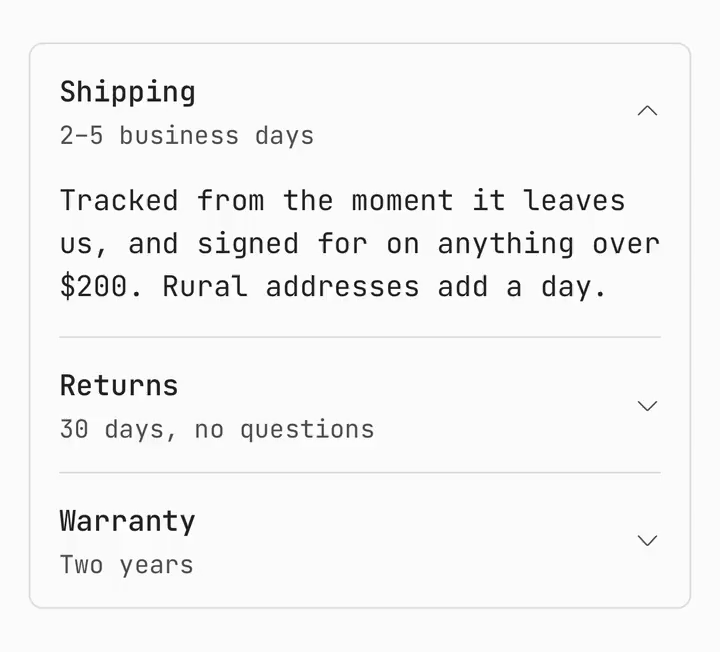 Shipping
2–5 business days
Tracked from the moment it leaves
us, and signed for on anything over
$200. Rural addresses add a day.
Returns
30 days, no questions
Warranty
Two years